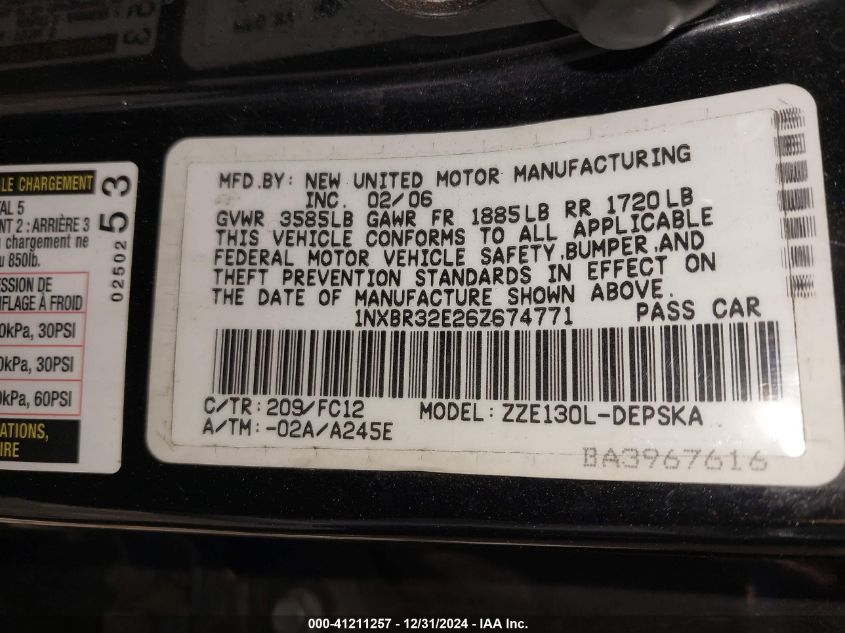 LE CHARGEMENT
TAL 5
NT 2 : ARRIÈRE 3
u chargement ne
u 850lb.
ESSION DE
NFLAGE À FROID
0kPa, 30PSI
0kPa, 30PSI
0kPa, 60PSI
ATIONS,
IRE
02502
53
MFD.BY: NEW UNITED MOTOR MANUFACTURING
INC. 02/06
GVWR 3585LB GAWR FR 1885LB RR 1720LB
THIS VEHICLE CONFORMS TO ALL APPLICABLE
FEDERAL MOTOR VEHICLE SAFETY,BUMPER,AND
THEFT PREVENTION STANDARDS IN EFFECT ON
THE DATE OF MANUFACTURE SHOWN ABOVE.
1NXBR32E26Z674771 PASS CAR
C/TR: 209/FC12 MODEL: ZZE130L-DEPSKA
A/TM: -02A/A245E
BA3967616
000-41211257 - 12/31/2024 - IAA Inc.